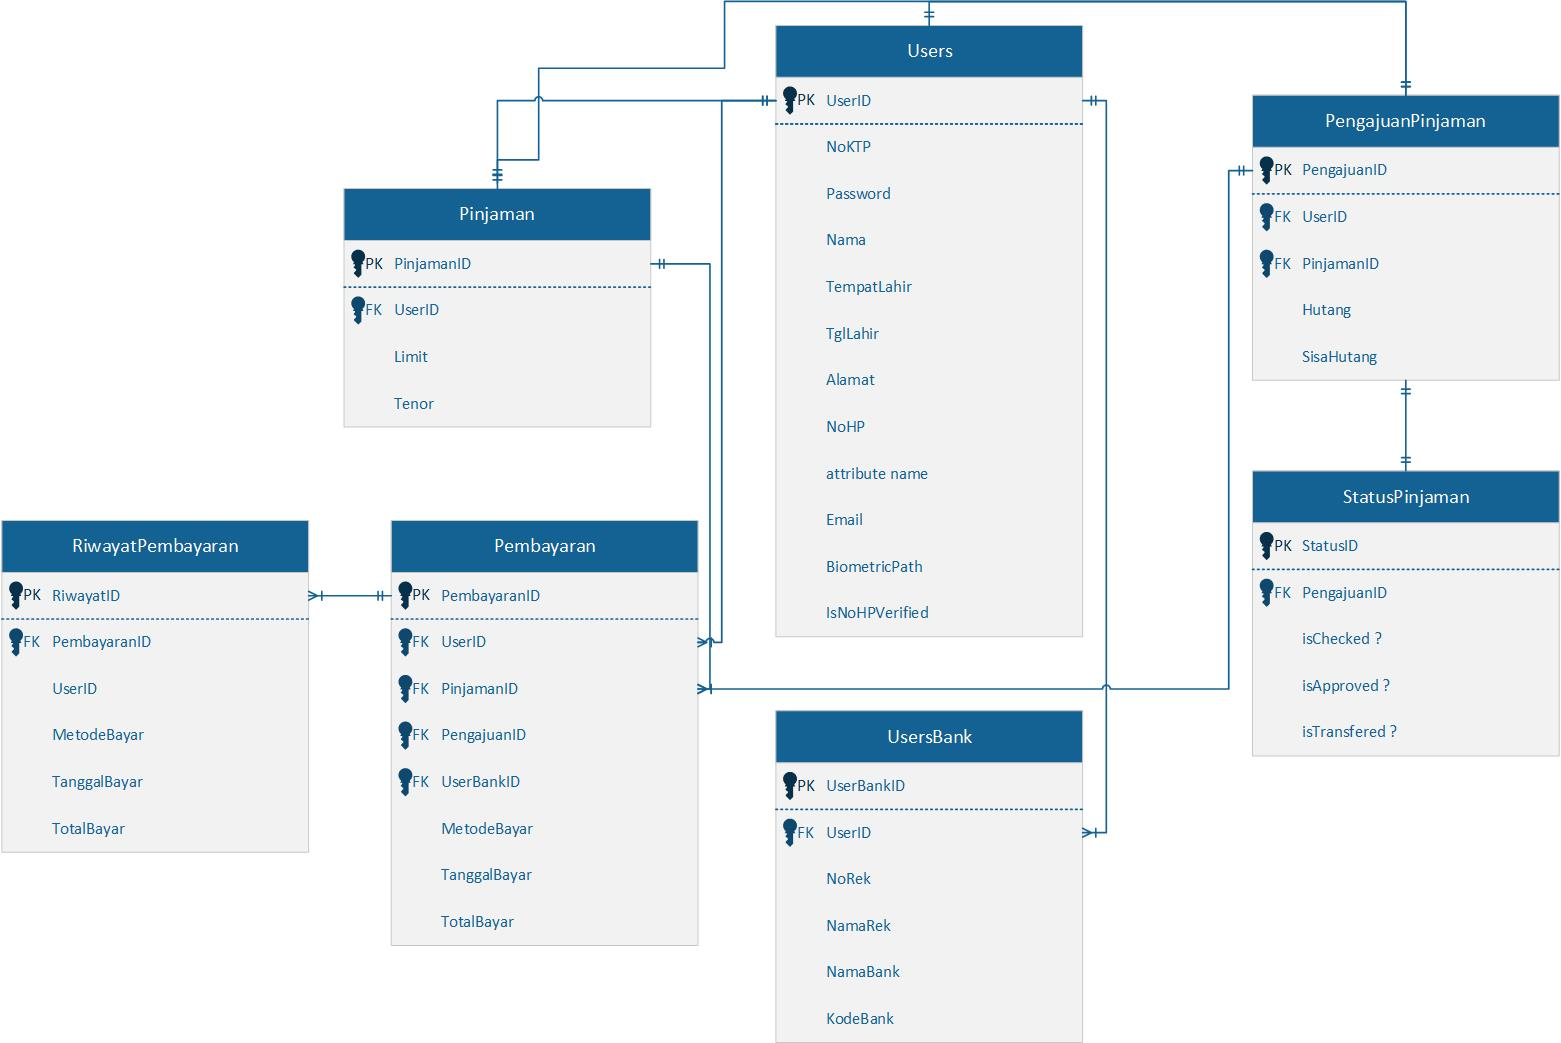 Users
PK UserID
NoKTP
Password
Nama
TempatLahir
TglLahir
Alamat
NoHP
attribute name
Email
BiometricPath
IsNoHPVerified
PengajuanPinjaman
PK PengajuanID
FK UserID
FK PinjamanID
Hutang
SisaHutang
Pinjaman
PK PinjamanID
FK UserID
Limit
Tenor
StatusPinjaman
PK StatusID
FK PengajuanID
isChecked ?
isApproved ?
isTransfered ?
RiwayatPembayaran
PK RiwayatID
FK PembayaranID
UserID
MetodeBayar
TanggalBayar
TotalBayar
Pembayaran
PK PembayaranID
FK UserID
FK PinjamanID
FK PengajuanID
FK UserBankID
MetodeBayar
TanggalBayar
TotalBayar
UsersBank
PK UserBankID
FK UserID
NoRek
NamaRek
NamaBank
KodeBank